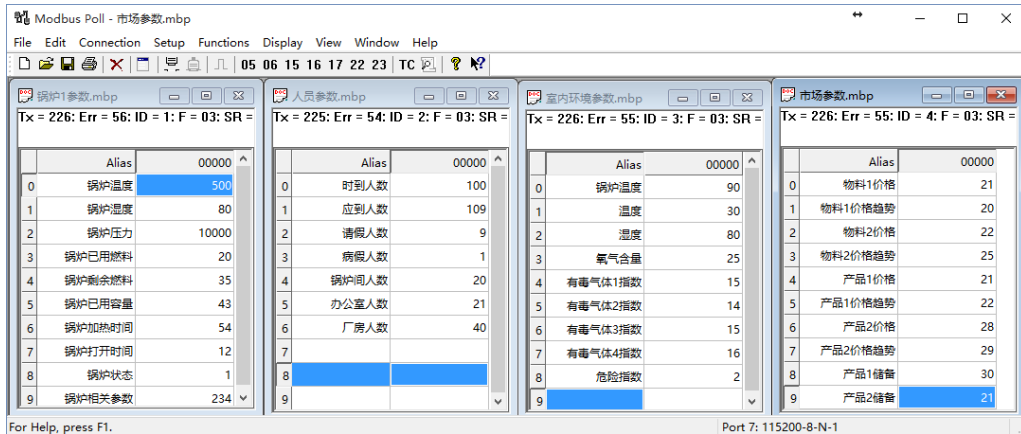 Modbus Poll - 市场参数.mbp
File Edit Connection Setup Functions Display View Window Help
05 06 15 16 17 22 23 TC
锅炉1参数.mbp
Tx = 226: Err = 56: ID = 1: F = 03: SR =
Alias 00000
0 锅炉温度 500
1 锅炉湿度 80
2 锅炉压力 10000
3 锅炉已用燃料 20
4 锅炉剩余燃料 35
5 锅炉已用容量 43
6 锅炉加热时间 54
7 锅炉打开时间 12
8 锅炉状态 1
9 锅炉相关参数 234
人员参数.mbp
Tx = 225: Err = 54: ID = 2: F = 03: SR =
Alias 00000
0 时到人数 100
1 应到人数 109
2 请假人数 9
3 病假人数 1
4 锅炉间人数 20
5 办公室人数 21
6 厂房人数 40
7
8
9
室内环境参数.mbp
Tx = 226: Err = 55: ID = 3: F = 03: SR =
Alias 00000
0 锅炉温度 90
1 温度 30
2 湿度 80
3 氧气含量 25
4 有毒气体1指数 15
5 有毒气体2指数 14
6 有毒气体3指数 15
7 有毒气体4指数 16
8 危险指数 2
9
市场参数.mbp
Tx = 226: Err = 55: ID = 4: F = 03: SR =
Alias 00000
0 物料1价格 21
1 物料1价格趋势 20
2 物料2价格 22
3 物料2价格趋势 25
4 产品1价格 21
5 产品1价格趋势 22
6 产品2价格 28
7 产品2价格趋势 29
8 产品1储备 30
9 产品2储备 21
For Help, press F1.
Port 7: 115200-8-N-1